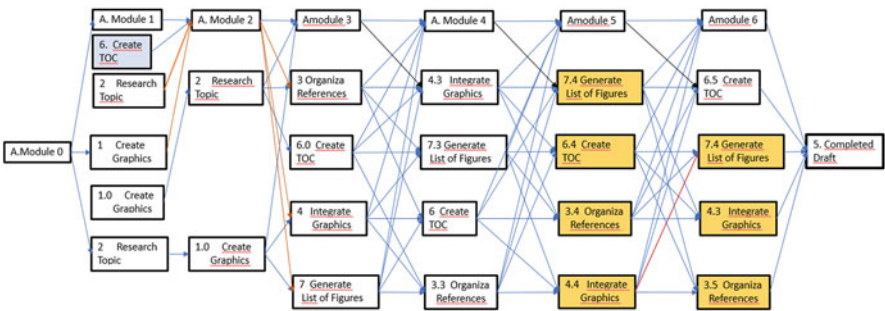 A. Module 1
A. Module 2
Amodule 3
A. Module 4
Amodule 5
Amodule 6
6. Create
TOC
2 Research
Topic
2 Research
Topic
3 Organiza
References
4.3 Integrate
Graphics
7.4 Generate
List of Figures
6.5 Create
TOC
A.Module 0
1 Create
Graphics
6.0 Create
TOC
7.3 Generate
List of Figures
6.4 Create
TOC
7.4 Generate
List of Figures
5. Completed
Draft
1.0 Create
Graphics
4 Integrate
Graphics
6 Create
TOC
3.4 Organiza
References
4.3 Integrate
Graphics
2 Research
Topic
1.0 Create
Graphics
7 Generate
List of Figures
3.3 Organiza
References
4.4 Integrate
Graphics
3.5 Organiza
References